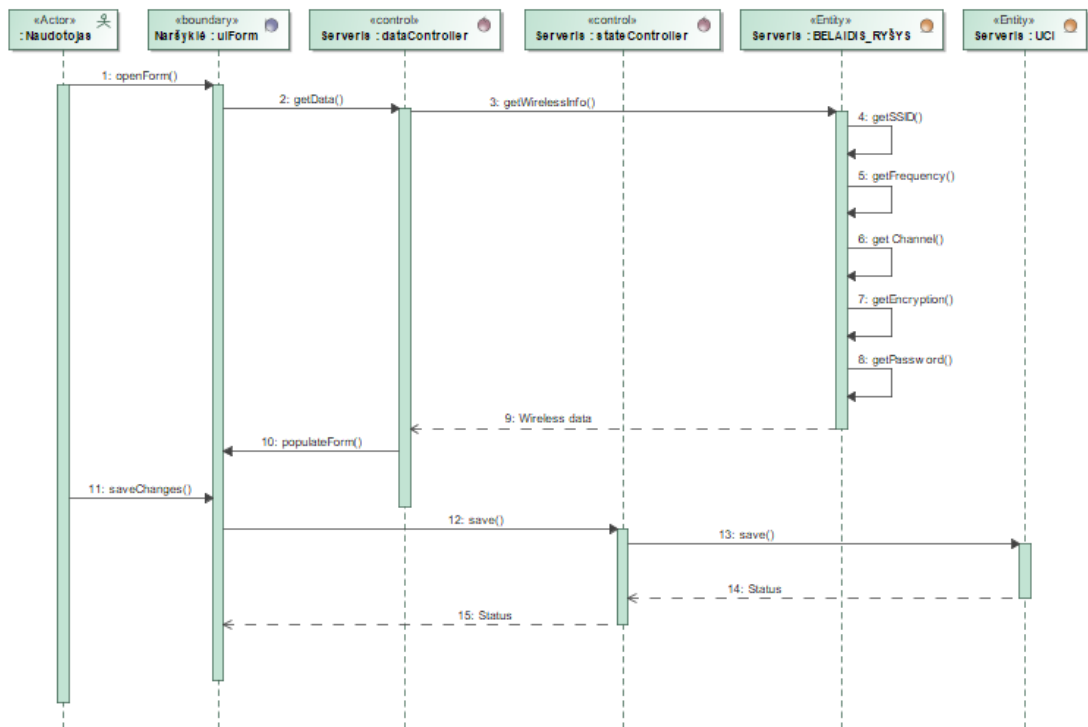 «Actor»
: Naudotojas
«boundary»
Naršyklė : uiForm
«control»
Serveris : dataController
«control»
Serveris : stateController
«Entity»
Serveris : BELAIDIS_RYŠYS
«Entity»
Serveris : UCI
1: openForm()
2: getData()
3: getWirelessInfo()
4: getSSID()
5: getFrequency()
6: get Channel()
7: getEncryption()
8: getPassword()
9: Wireless data
10: populateForm()
11: saveChanges()
12: save()
13: save()
14: Status
15: Status